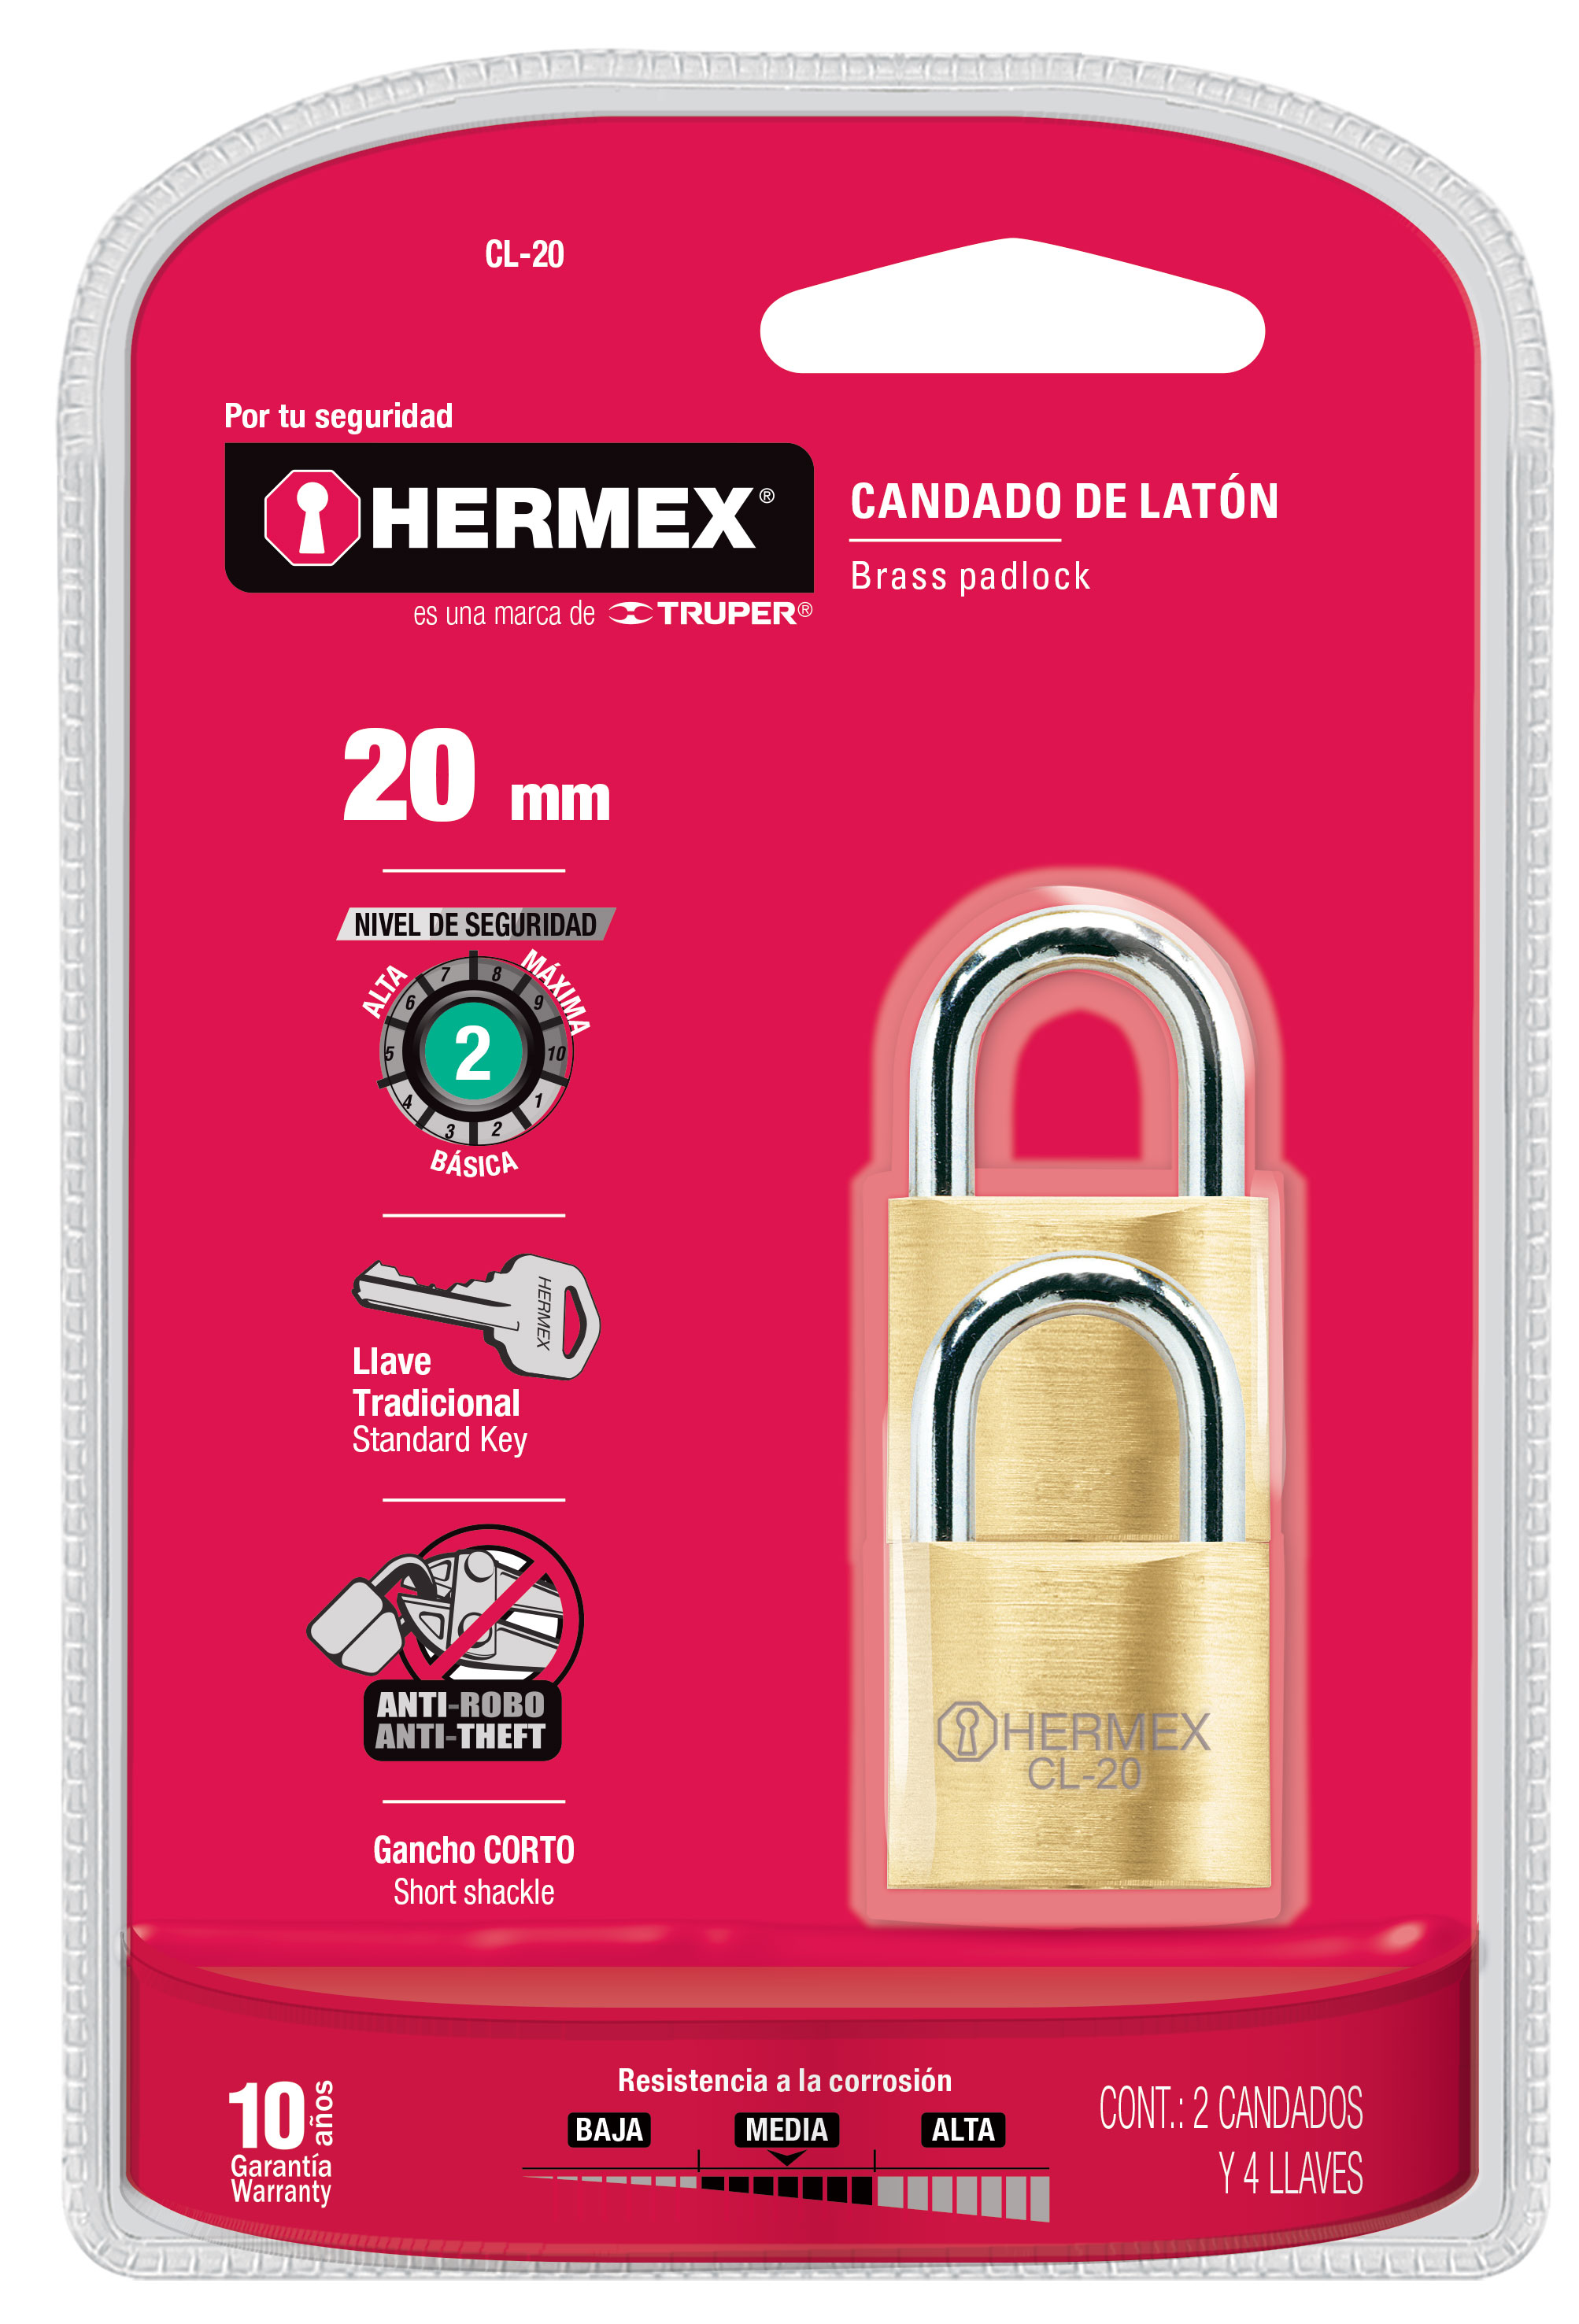 CL-20
Por tu seguridad
HERMEX®
es una marca de TRUPER®
CANDADO DE LATÓN
Brass padlock
20 mm
NIVEL DE SEGURIDAD
ALTA
MÁXIMA
7 8
6 9
5 2 10
4 1
3 2
BÁSICA
HERMEX
Llave
Tradicional
Standard Key
ANTI-ROBO
ANTI-THEFT
Gancho CORTO
Short shackle
HERMEX
CL-20
10 años
Garantía
Warranty
Resistencia a la corrosión
BAJA MEDIA ALTA
CONT.: 2 CANDADOS
Y 4 LLAVES